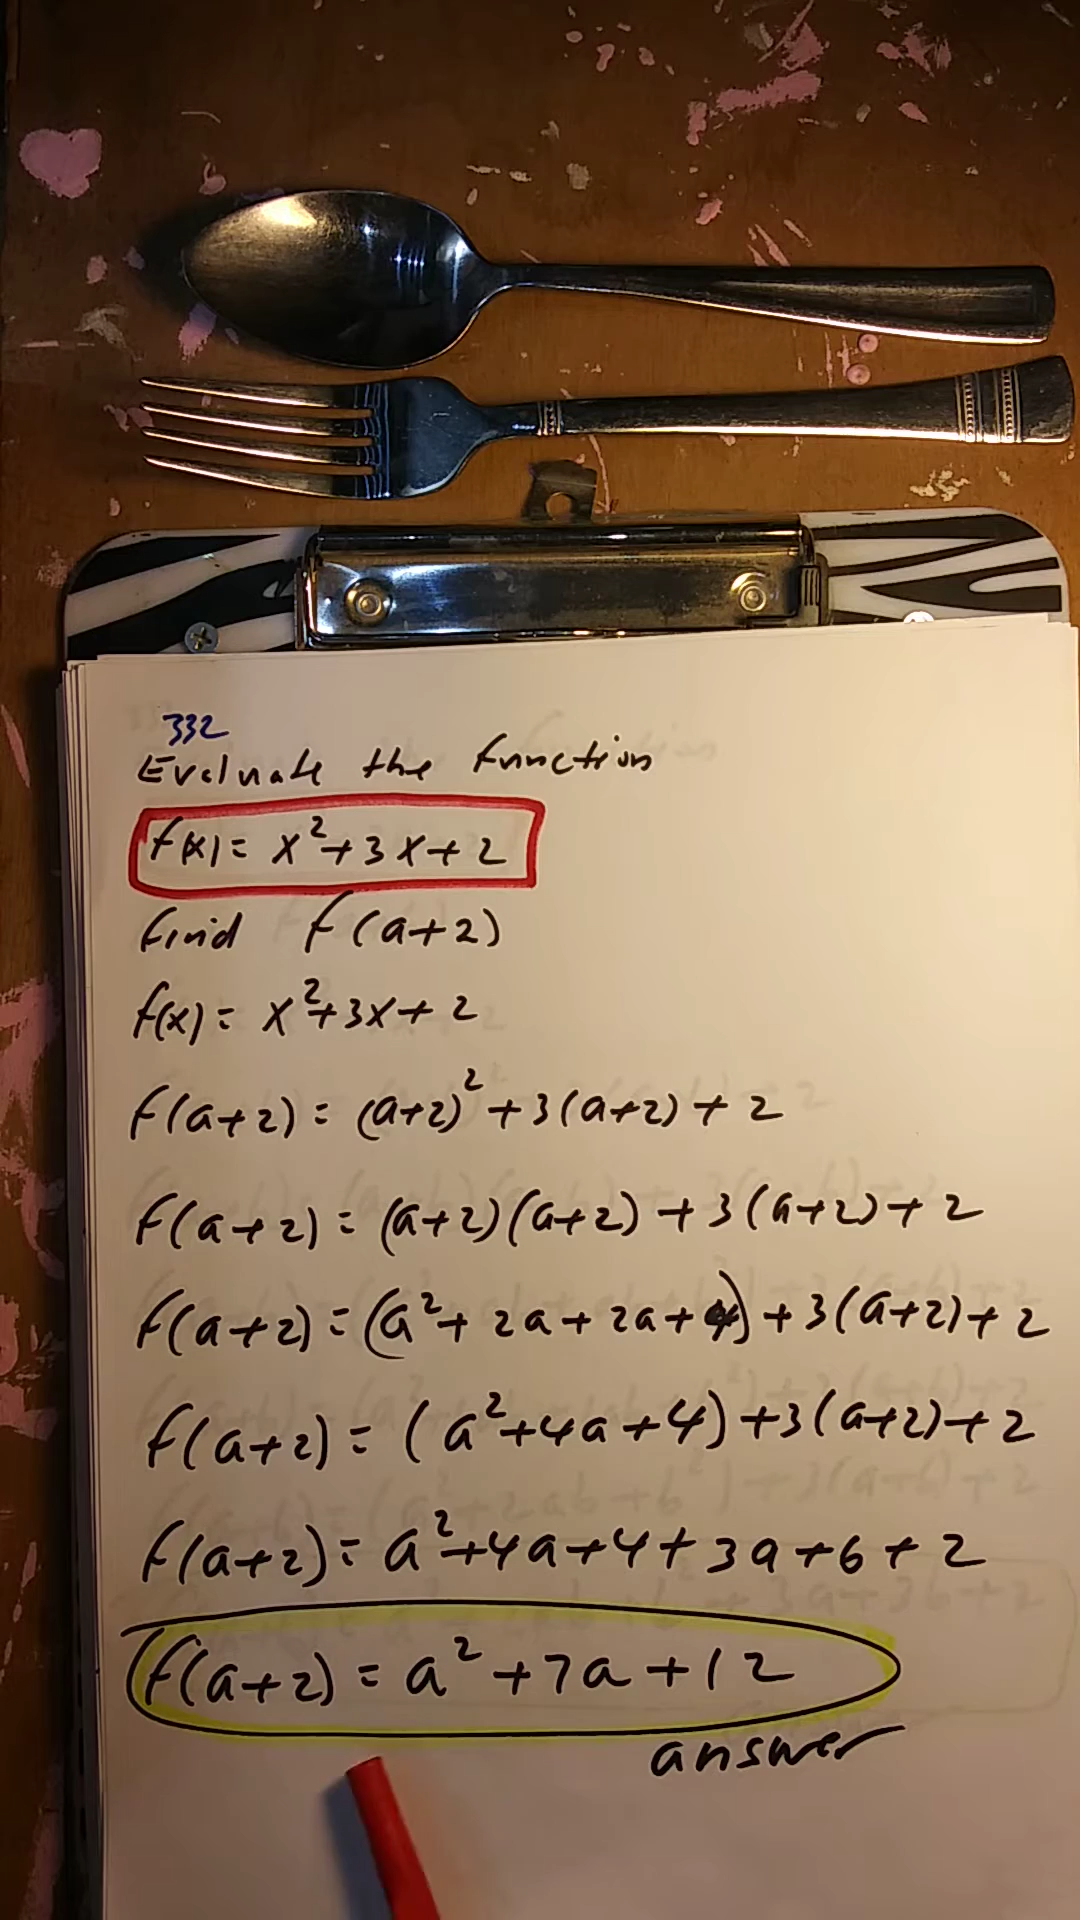 332
Evaluate the function
f(x) = x²+3x+2
find f(a+2)
f(x) = x²+3x+2
f(a+2) = (a+2)²+3(a+2)+2
f(a+2) = (a+2)(a+2)+3(a+2)+2
f(a+2) = (a²+2a+2a+4)+3(a+2)+2
f(a+2) = (a²+4a+4)+3(a+2)+2
f(a+2) = a²+4a+4+3a+6+2
f(a+2) = a²+7a+12
answer